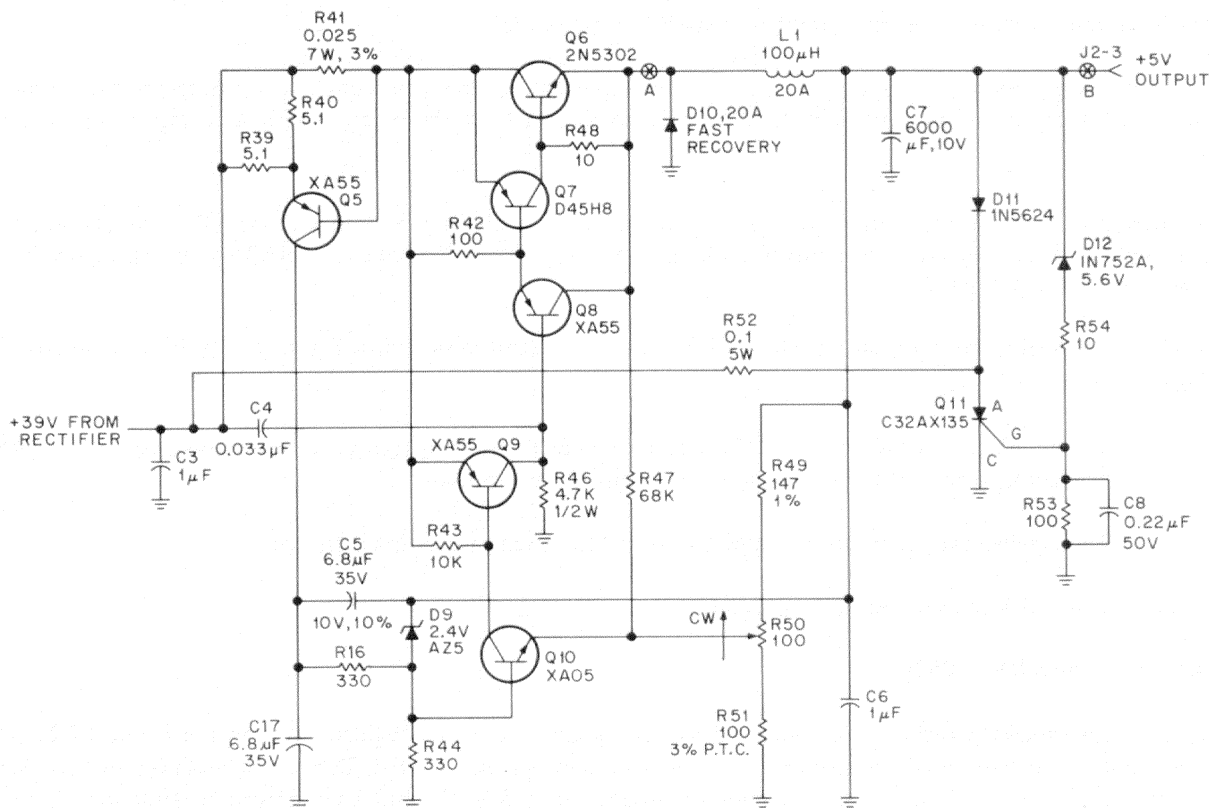 R41
0.025
7W, 3%
Q6
2N5302
L1
100µH
20A
J2-3
+5V
OUTPUT
A
B
R40
5.1
R39
5.1
XA55
Q5
R48
10
D10,20A
FAST
RECOVERY
C7
6000
µF,10V
Q7
D45H8
R42
100
D11
1N5624
D12
1N752A,
5.6V
Q8
XA55
R52
0.1
5W
R54
10
+39V FROM
RECTIFIER
C4
0.033µF
C3
1µF
XA55
Q9
R46
4.7K
1/2W
R47
68K
R49
147
1%
Q11
C32AX135
A
G
C
R53
100
C8
0.22µF
50V
R43
10K
C5
6.8µF
35V
10V,10%
D9
2.4V
AZ5
R16
330
Q10
XA05
CW
R50
100
C17
6.8µF
35V
R44
330
R51
100
3% P.T.C.
C6
1µF